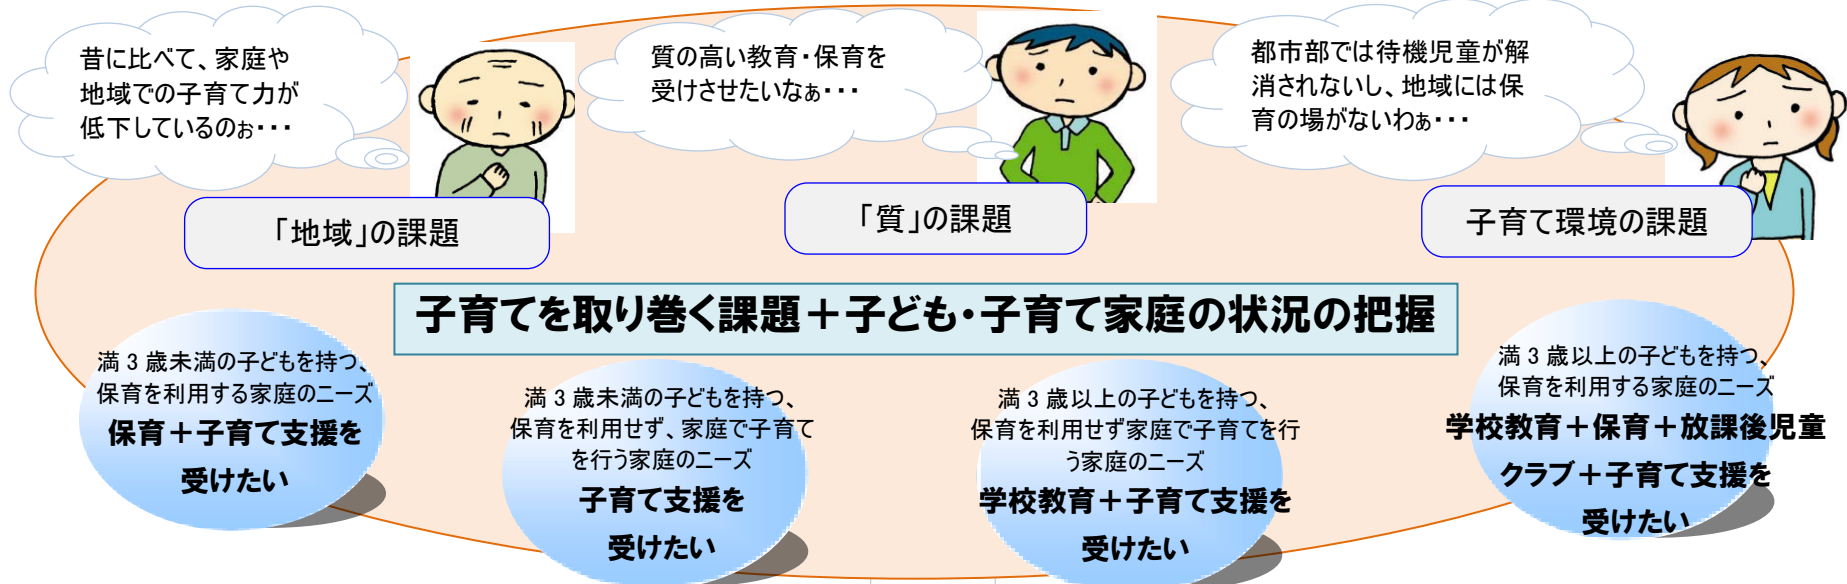 昔に比べて、家庭や
地域での子育て力が
低下しているのぉ･･･
質の高い教育・保育を
受けさせたいなぁ･･･
都市部では待機児童が解
消されないし、地域には保
育の場がないわぁ･･･
「地域」の課題
「質」の課題
子育て環境の課題
子育てを取り巻く課題＋子ども・子育て家庭の状況の把握
満 3 歳未満の子どもを持つ、
保育を利用する家庭のニーズ
保育＋子育て支援を
受けたい
満 3 歳未満の子どもを持つ、
保育を利用せず、家庭で子育て
を行う家庭のニーズ
子育て支援を
受けたい
満 3 歳以上の子どもを持つ、
保育を利用せず家庭で子育てを行
う家庭のニーズ
学校教育＋子育て支援を
受けたい
満 3 歳以上の子どもを持つ、
保育を利用する家庭のニーズ
学校教育＋保育＋放課後児童
クラブ＋子育て支援を
受けたい